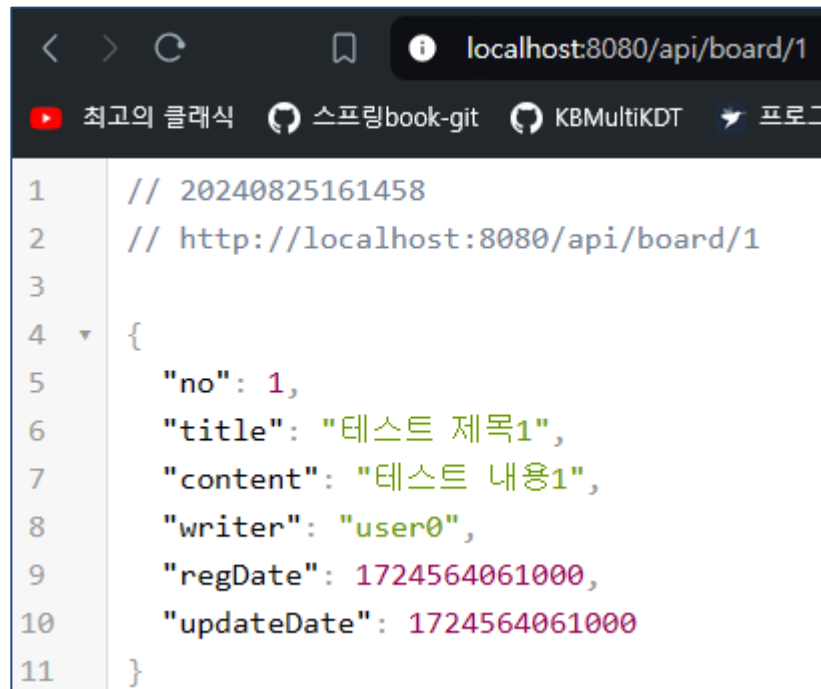 localhost:8080/api/board/1
최고의 클래식 스프링book-git KBMultiKDT 프로그
1 // 20240825161458
2 // http://localhost:8080/api/board/1
3
4 {
5 "no": 1,
6 "title": "테스트 제목1",
7 "content": "테스트 내용1",
8 "writer": "user0",
9 "regDate": 1724564061000,
10 "updateDate": 1724564061000
11 }